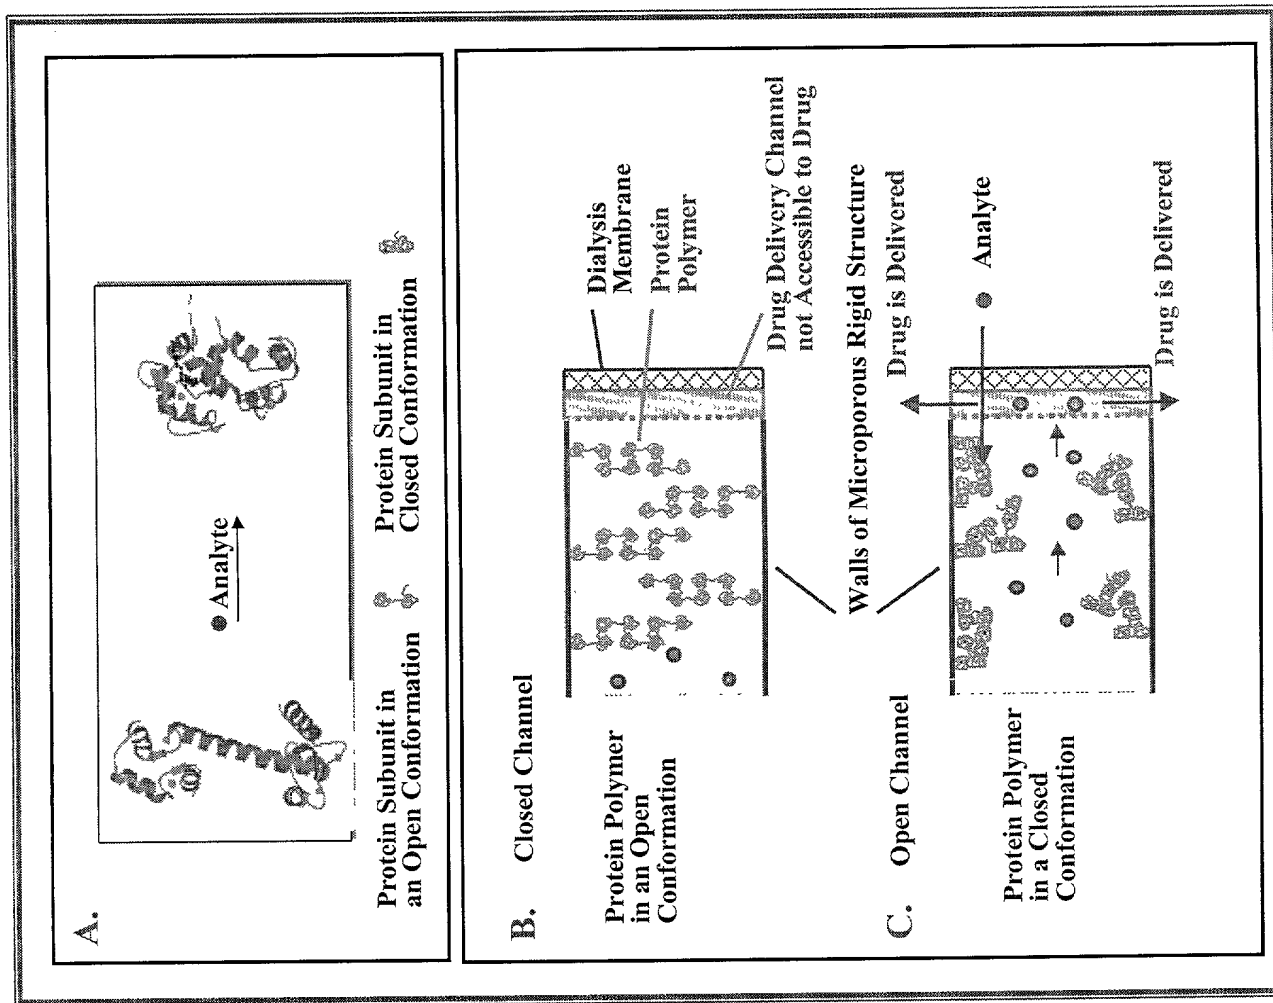 A.
Analyte
Protein Subunit in
an Open Conformation
Protein Subunit in
Closed Conformation
B.
Closed Channel
Protein Polymer
in an Open
Conformation
Dialysis
Membrane
Protein
Polymer
Drug Delivery Channel
not Accessible to Drug
Walls of Microporous Rigid Structure
C.
Open Channel
Protein Polymer
in a Closed
Conformation
Drug is Delivered
Analyte
Drug is Delivered